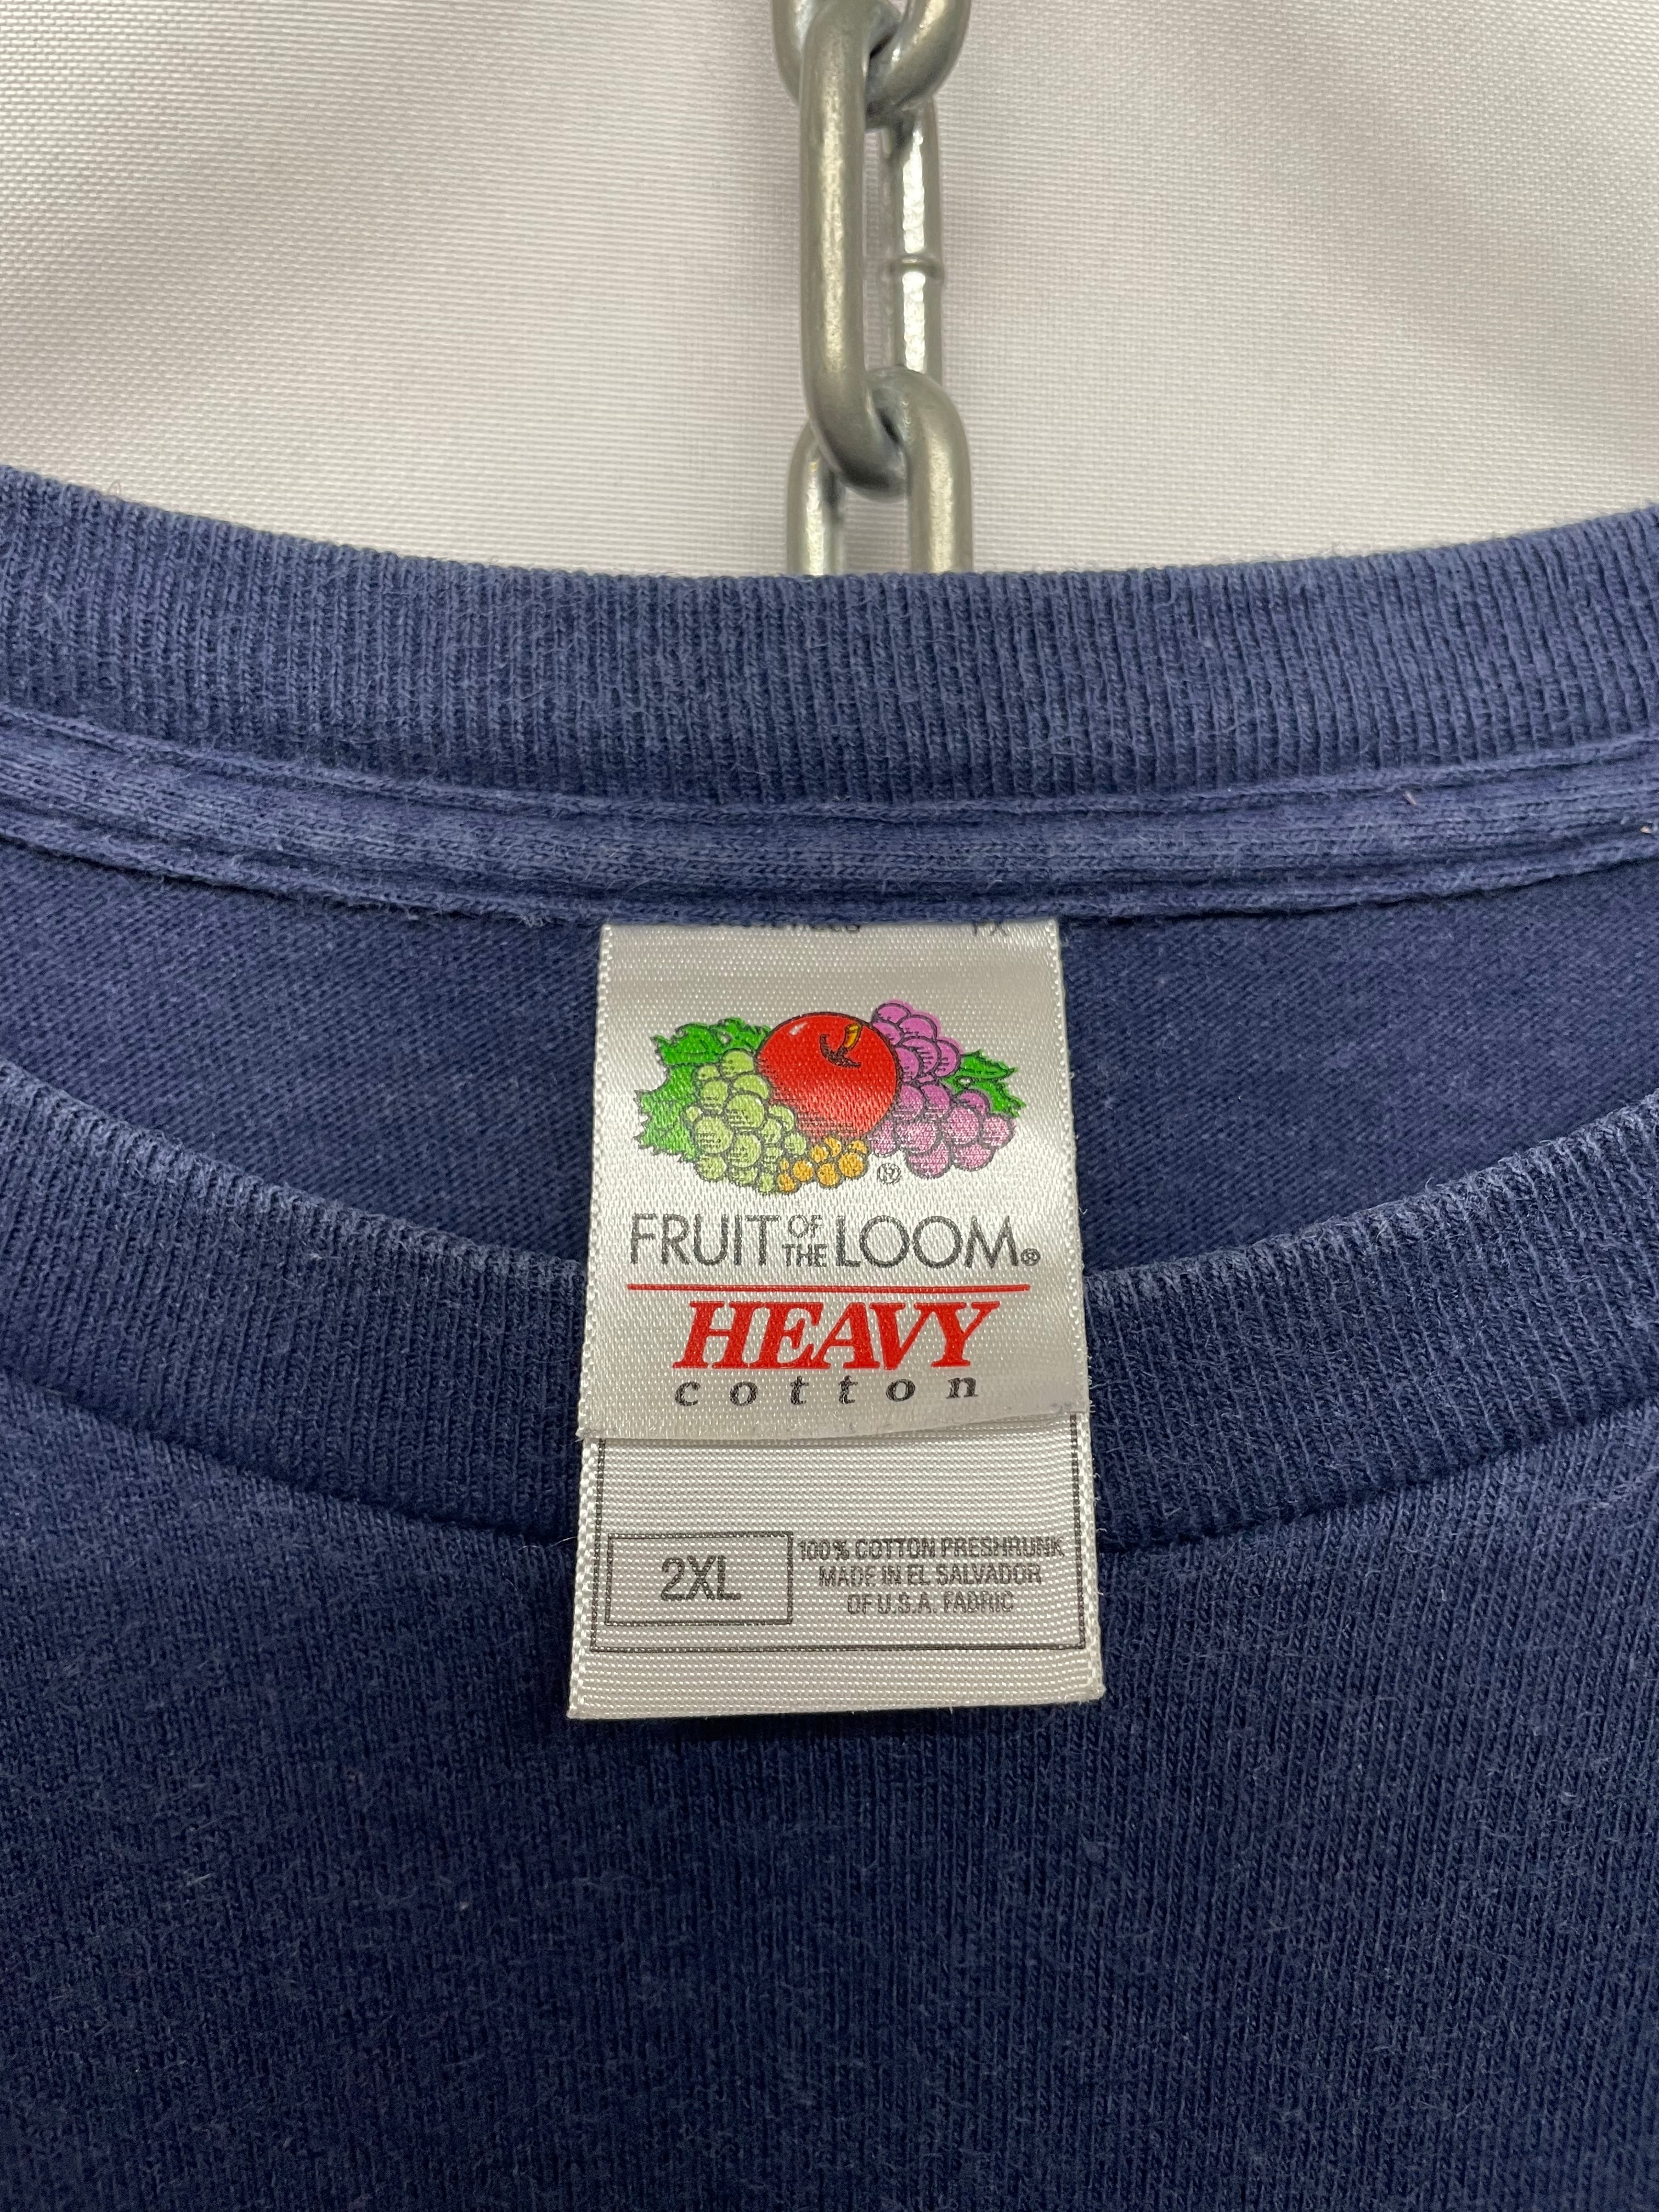 FRUIT OF THE LOOM®
HEAVY
cotton
2XL
100% COTTON PRESHRUNK
MADE IN EL SALVADOR
OF U.S.A. FABRIC